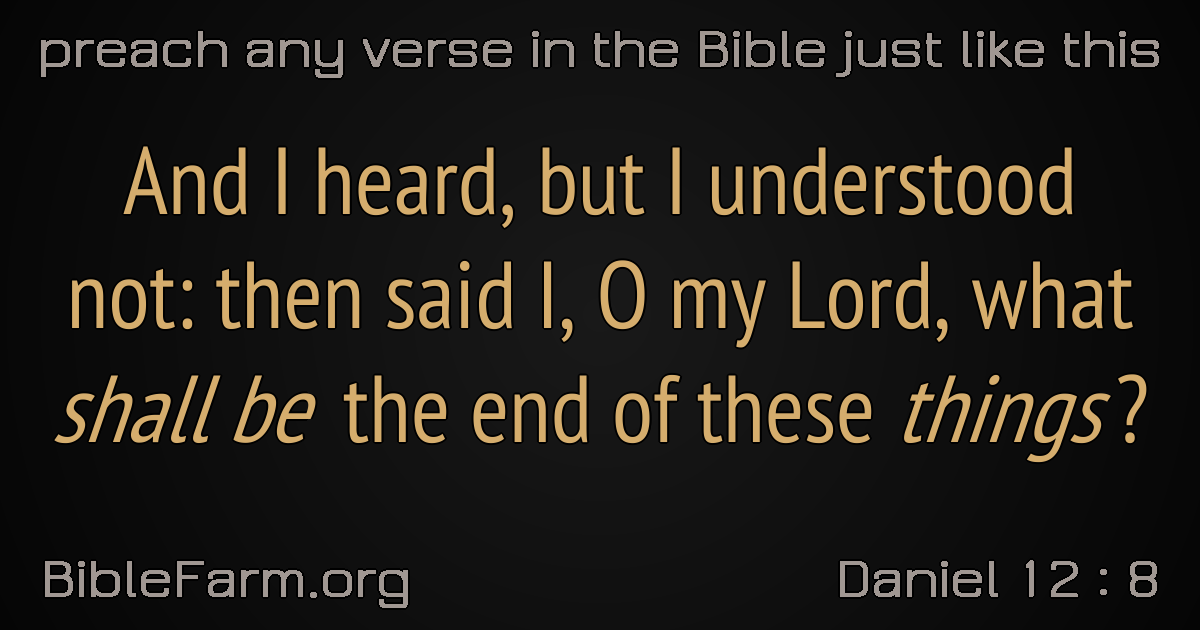 preach any verse in the Bible just like this
And I heard, but I understood
not: then said I, O my Lord, what
shall be the end of these things?
BibleFarm.org
Daniel 12 : 8